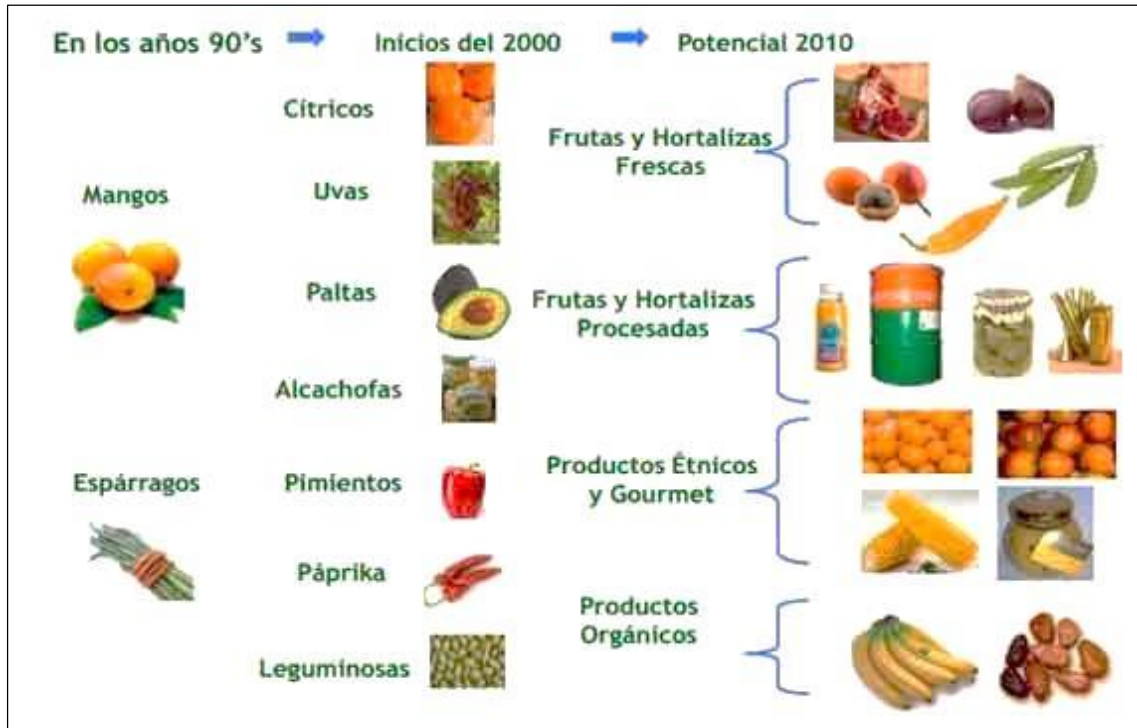 En los años 90's
Inicios del 2000
Potencial 2010
Mangos
Espárragos
Cítricos
Uvas
Paltas
Alcachofas
Pimientos
Páprika
Leguminosas
Frutas y Hortalizas
Frescas
Frutas y Hortalizas
Procesadas
Productos Étnicos
y Gourmet
Productos
Orgánicos